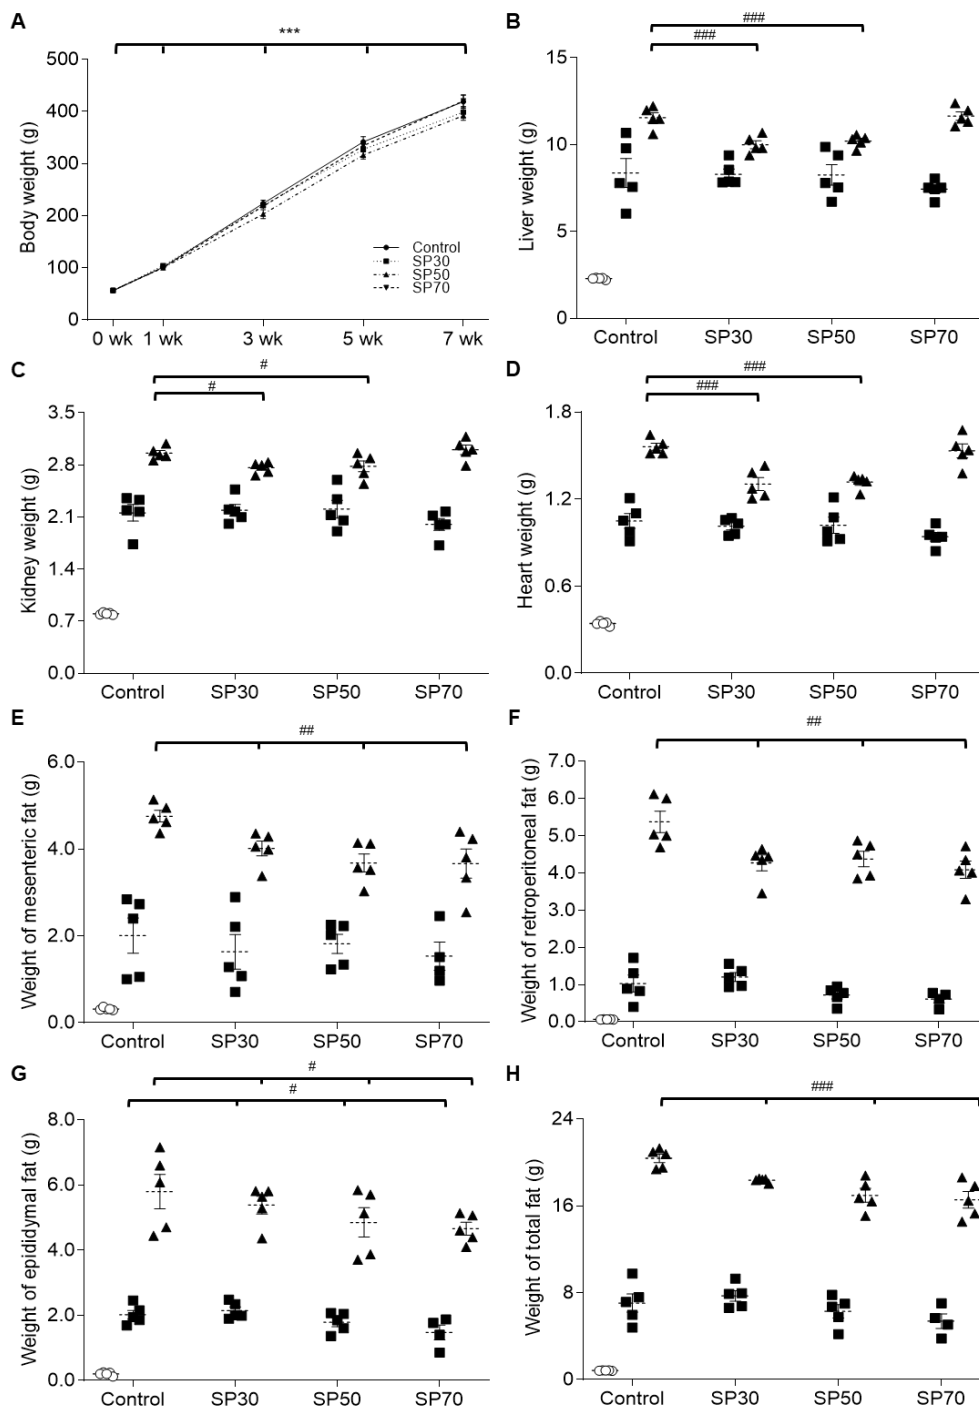 A
***
Body weight (g)
500
400
300
200
100
0
0 wk 1 wk 3 wk 5 wk 7 wk
Control
SP30
SP50
SP70
B
###
###
Liver weight (g)
15
10
5
0
Control SP30 SP50 SP70
C
#
#
Kidney weight (g)
3.5
2.8
2.1
1.4
0.7
0.0
Control SP30 SP50 SP70
D
###
###
Heart weight (g)
1.8
1.2
0.6
0.0
Control SP30 SP50 SP70
E
##
Weight of mesenteric fat (g)
6.0
4.0
2.0
0.0
Control SP30 SP50 SP70
F
##
Weight of retroperitoneal fat (g)
7.0
6.0
5.0
4.0
3.0
2.0
1.0
0.0
Control SP30 SP50 SP70
G
#
#
Weight of epididymal fat (g)
8.0
6.0
4.0
2.0
0.0
Control SP30 SP50 SP70
H
###
Weight of total fat (g)
24
16
8
0
Control SP30 SP50 SP70